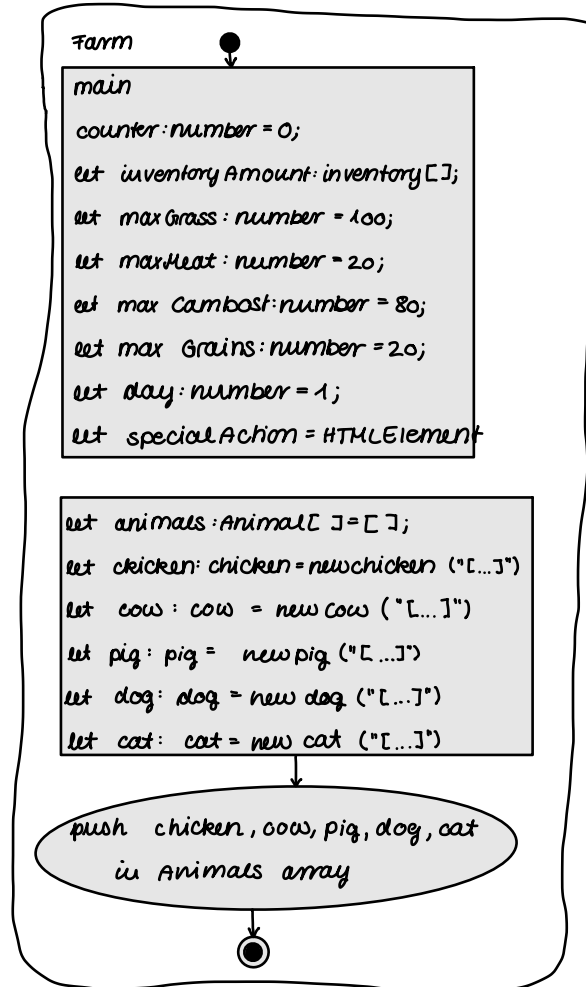 Farm
main
counter: number = 0;
let inventoryAmount: inventory[];
let maxGrass: number = 100;
let maxMeat: number = 20;
let max Cambost: number = 80;
let max Grains: number = 20;
let day: number = 1;
let specialAction = HTMLElement
let animals: Animal[ ] = [ ];
let ckicken: chicken = newchicken ("[...]")
let cow : cow = new cow ("[...]")
let pig: pig = new pig ("[...]")
let dog: dog = new dog ("[...]")
let cat: cat = new cat ("[...]")
push chicken, cow, pig, dog, cat
in Animals array